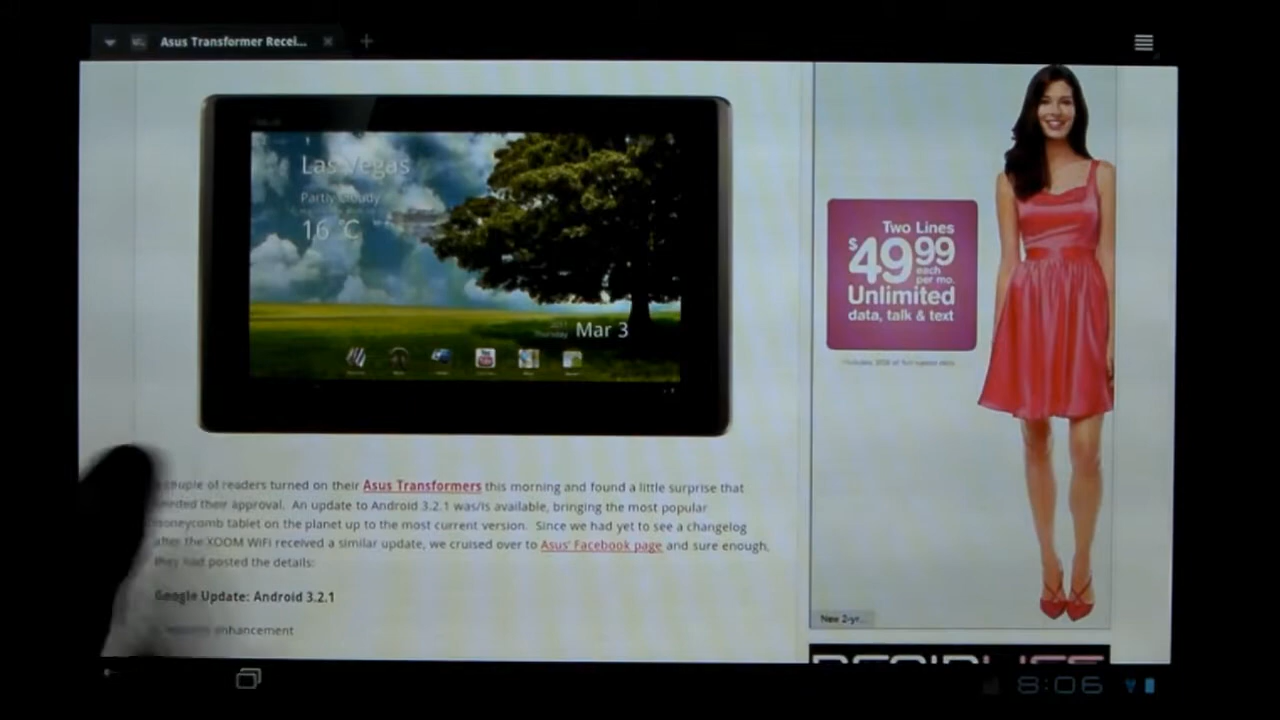 Asus Transformer Recei...
Las Vegas
Partly Cloudy
16 °C
2011
Thursday
Mar 3
Two Lines
$49.99
each
per mo.
Unlimited
data, talk & text
couple of readers turned on their Asus Transformers this morning and found a little surprise that
their approval. An update to Android 3.2.1 was/is available, bringing the most popular
honeycomb tablet on the planet up to the most current version. Since we had yet to see a changelog
after the XOOM WiFi received a similar update, we cruised over to Asus' Facebook page and sure enough,
they had posted the details:
Google Update: Android 3.2.1
enhancement
New 2-yr...
DROID LIFE
8:06